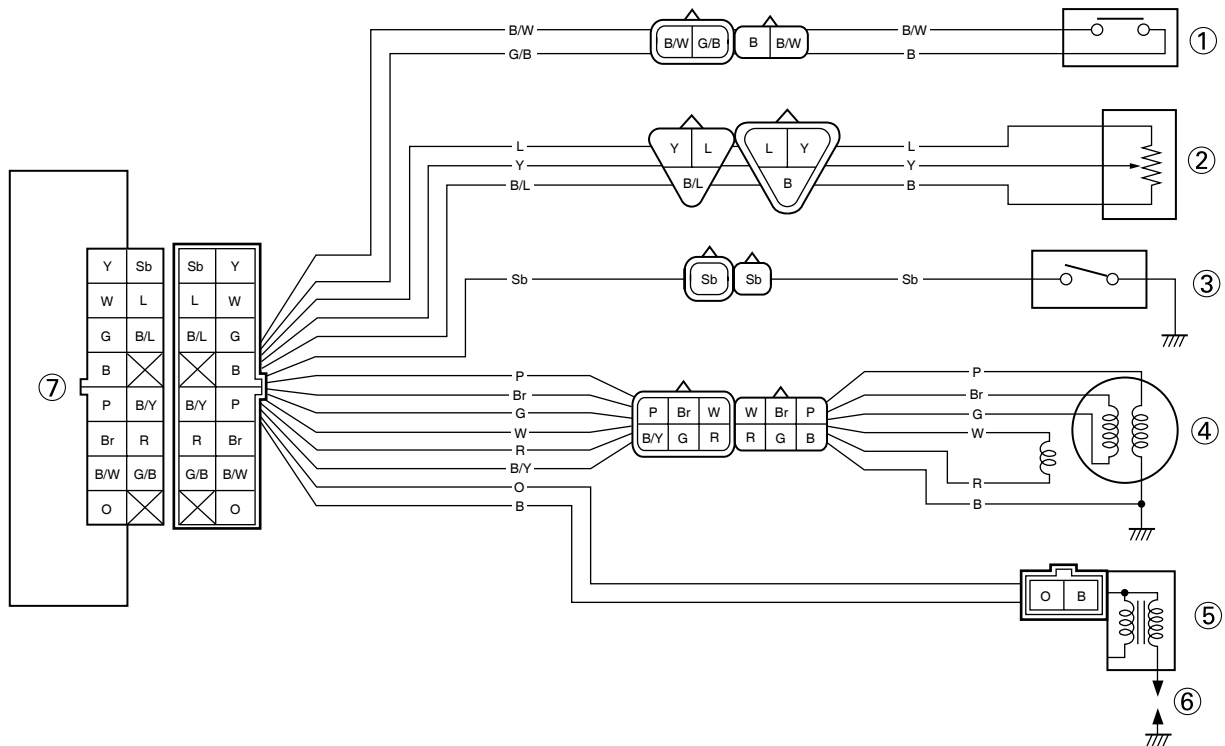 B/W B/W G/B B B/W B/W ①
G/B B
L Y L L Y L
Y Y ②
B/L B/L B B
Y Sb Sb Y Sb Sb Sb Sb ③
W L L W
G B/L B/L G
B B
⑦
P B/Y B/Y P
Br R R Br
B/W G/B G/B B/W
O O
P P
Br P Br W W Br P Br
G G
W B/Y G R R G B W ④
R R
B/Y B
O
B
O B ⑤
⑥